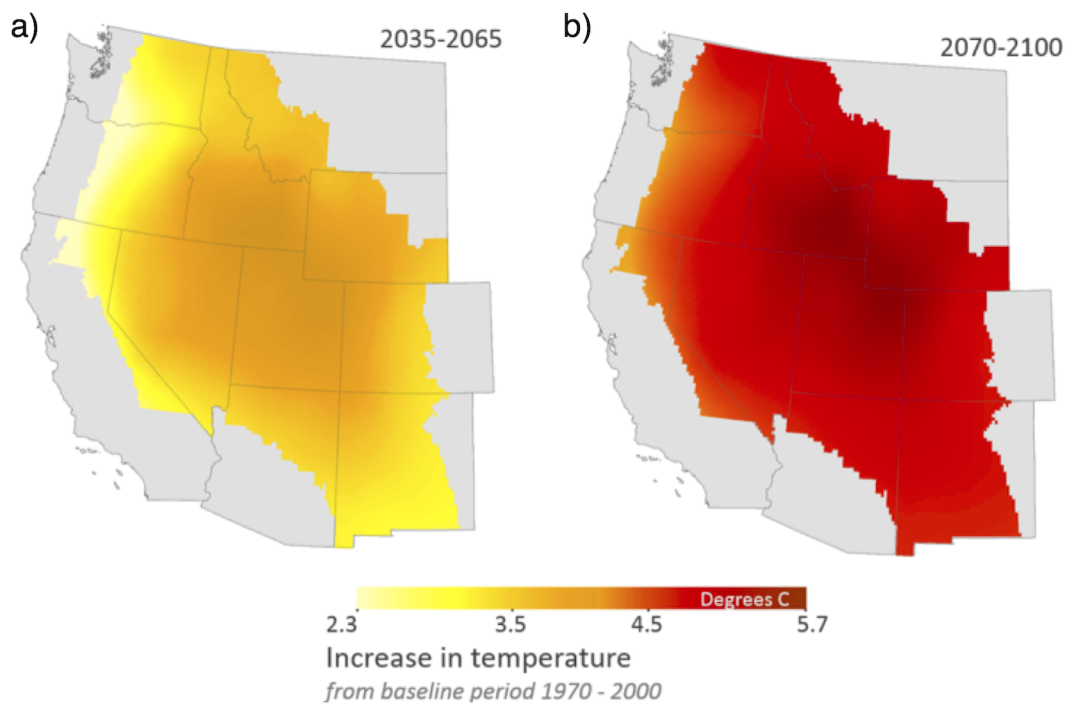 a)
2035-2065
b)
2070-2100
Degrees C
2.3 3.5 4.5 5.7
Increase in temperature
from baseline period 1970 - 2000